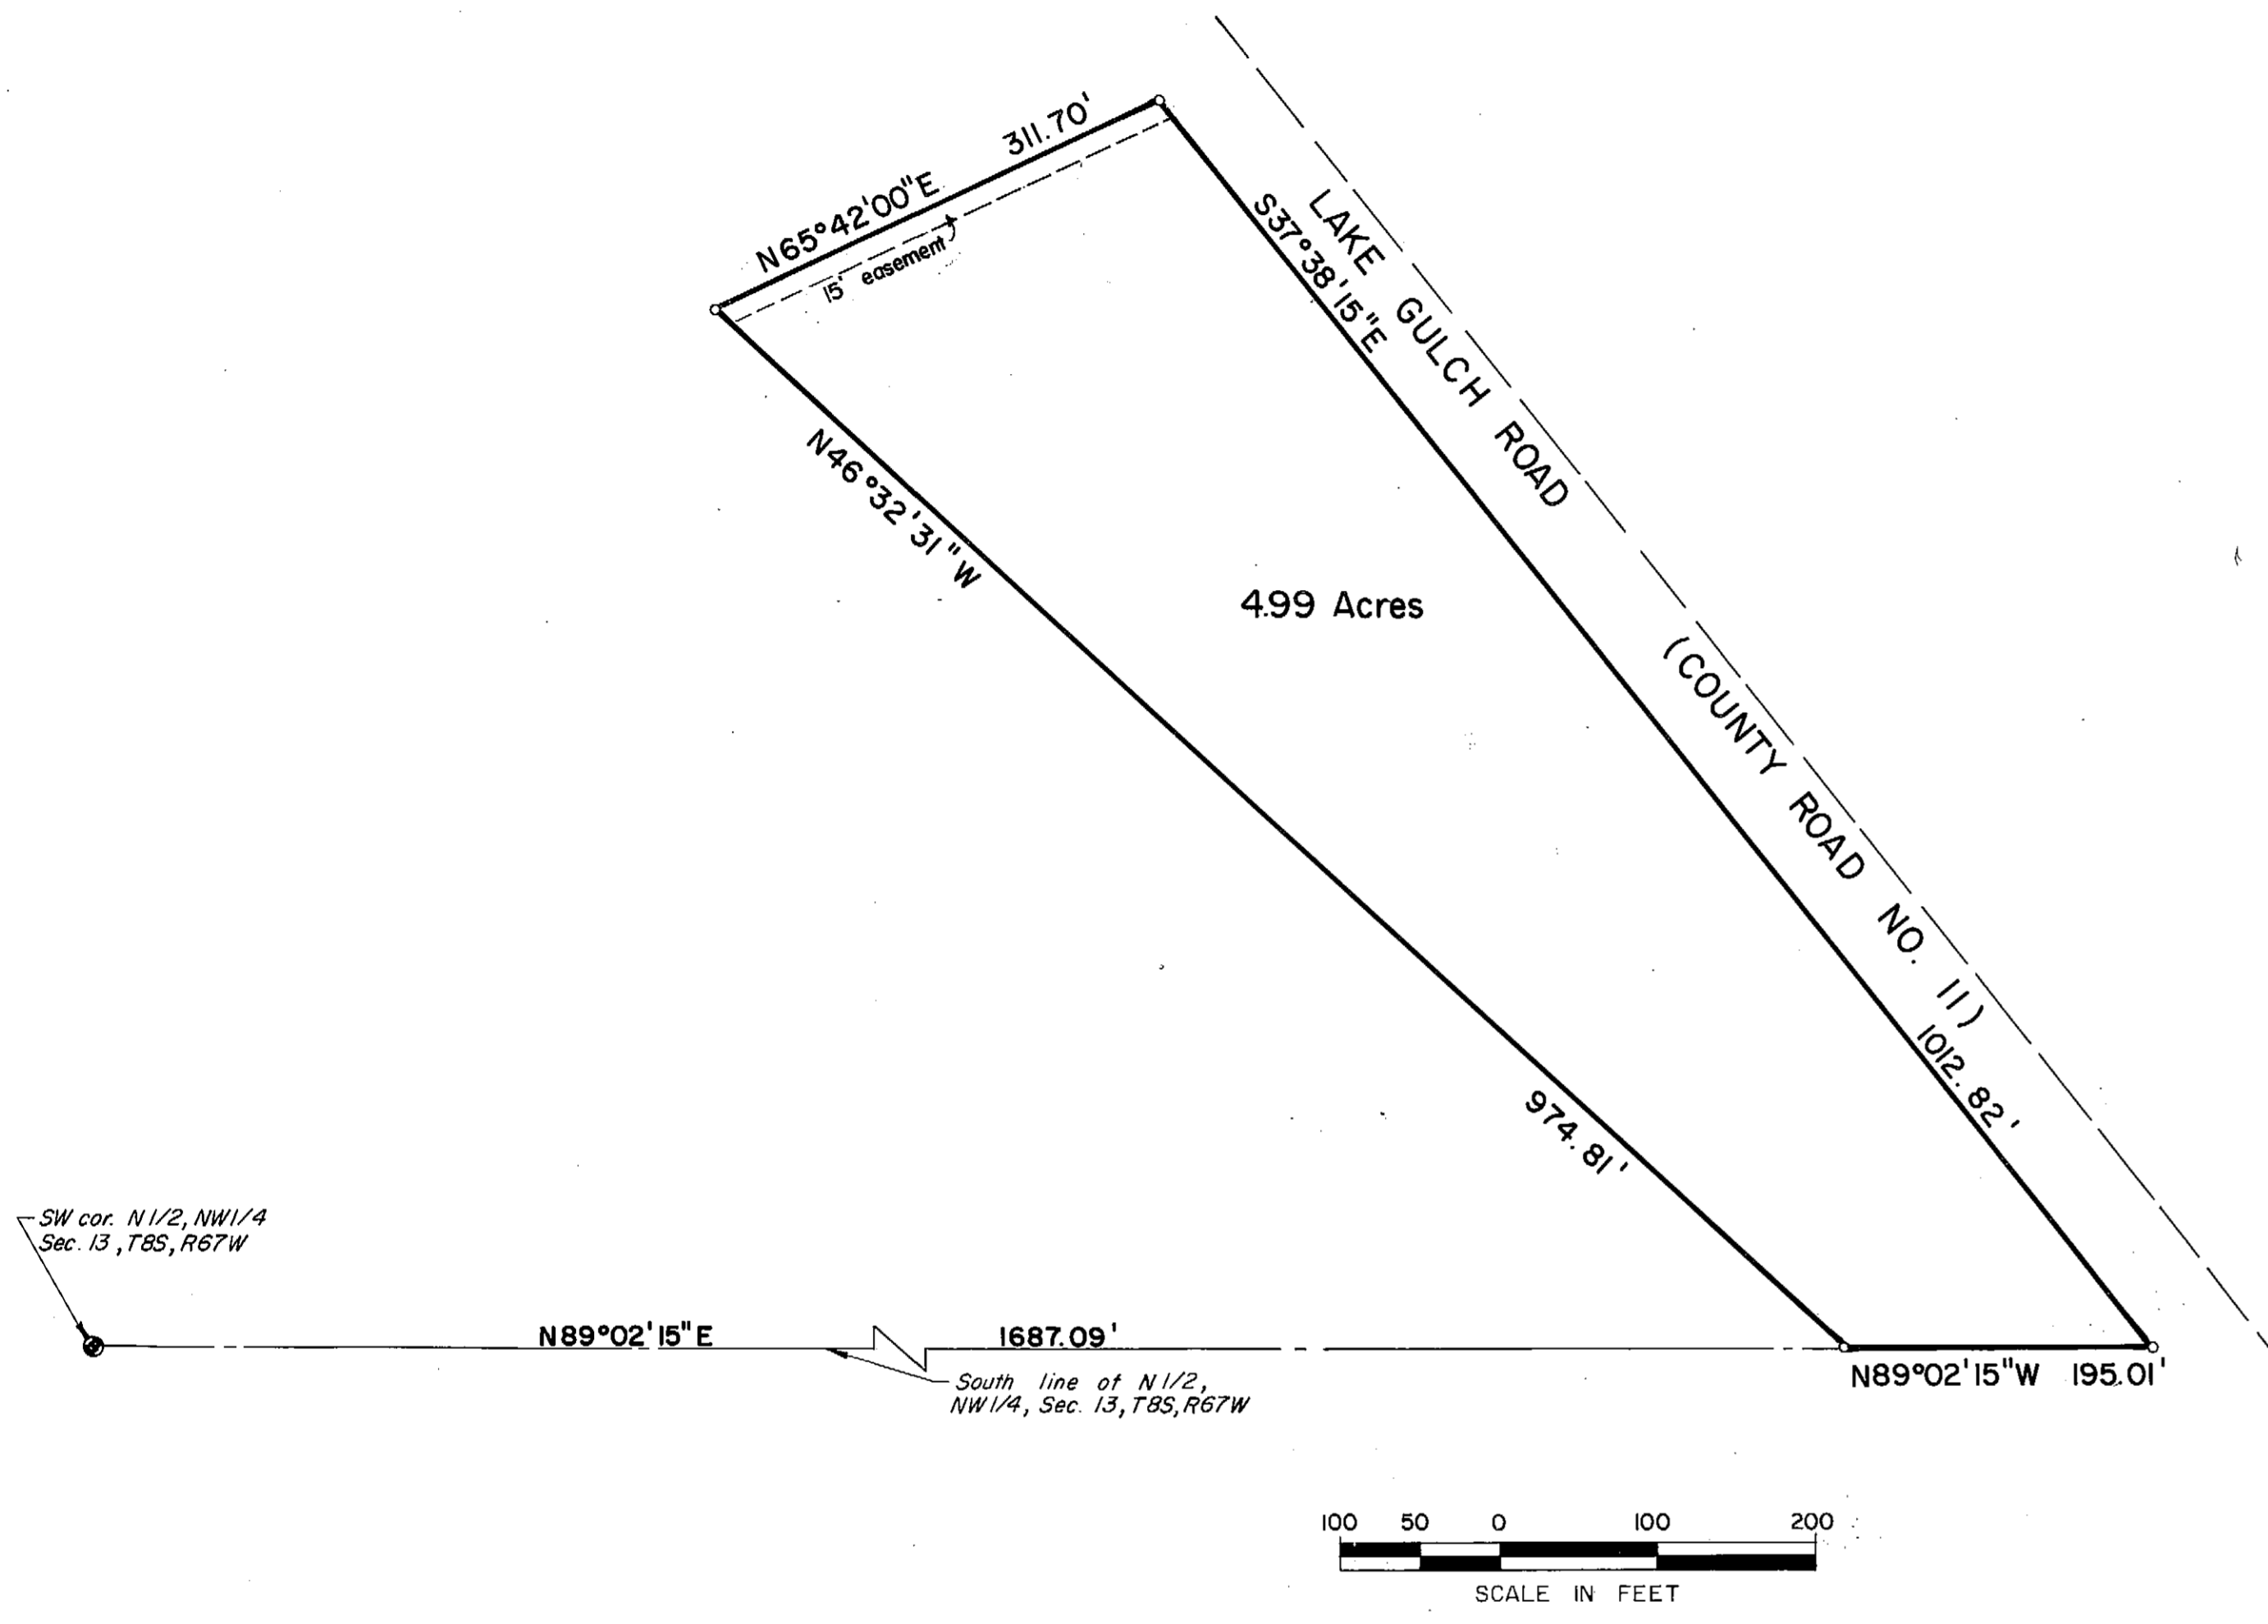 311.70'
N65°42'00"E
15' easement
S37°38'15"E
LAKE GULCH ROAD (COUNTY ROAD NO. 11)
1012.82'
N46°32'31"W
974.81'
4.99 Acres
SW cor. N1/2, NW1/4
Sec. 13, T8S, R67W
N89°02'15"E 1687.09'
South line of N1/2,
NW1/4, Sec. 13, T8S, R67W
N89°02'15"W 195.01'
100 50 0 100 200
SCALE IN FEET